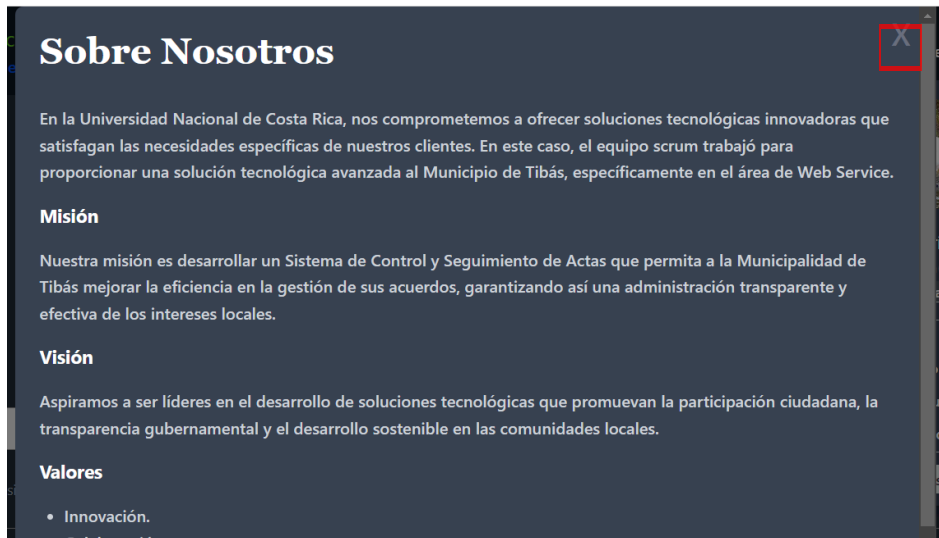 Sobre Nosotros
X
En la Universidad Nacional de Costa Rica, nos comprometemos a ofrecer soluciones tecnológicas innovadoras que
satisfagan las necesidades específicas de nuestros clientes. En este caso, el equipo scrum trabajó para
proporcionar una solución tecnológica avanzada al Municipio de Tibás, específicamente en el área de Web Service.
Misión
Nuestra misión es desarrollar un Sistema de Control y Seguimiento de Actas que permita a la Municipalidad de
Tibás mejorar la eficiencia en la gestión de sus acuerdos, garantizando así una administración transparente y
efectiva de los intereses locales.
Visión
Aspiramos a ser líderes en el desarrollo de soluciones tecnológicas que promuevan la participación ciudadana, la
transparencia gubernamental y el desarrollo sostenible en las comunidades locales.
Valores
• Innovación.